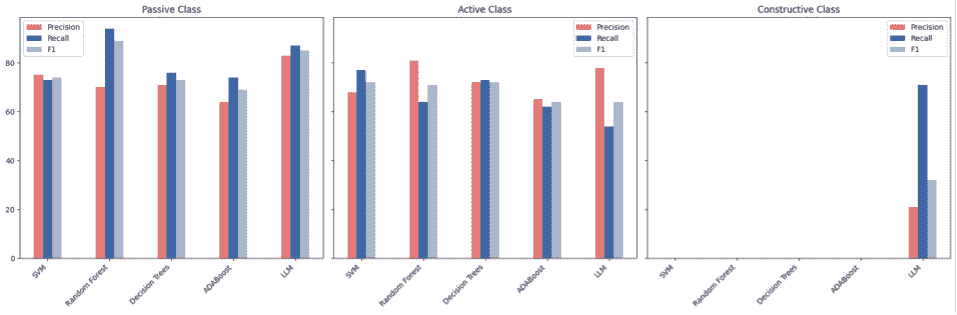 Passive Class
Precision
Recall
F1
80
60
40
20
0
SVM
Random Forest
Decision Trees
ADABoost
LLM
Active Class
Precision
Recall
F1
SVM
Random Forest
Decision Trees
ADABoost
LLM
Constructive Class
Precision
Recall
F1
SVM
Random Forest
Decision Trees
ADABoost
LLM